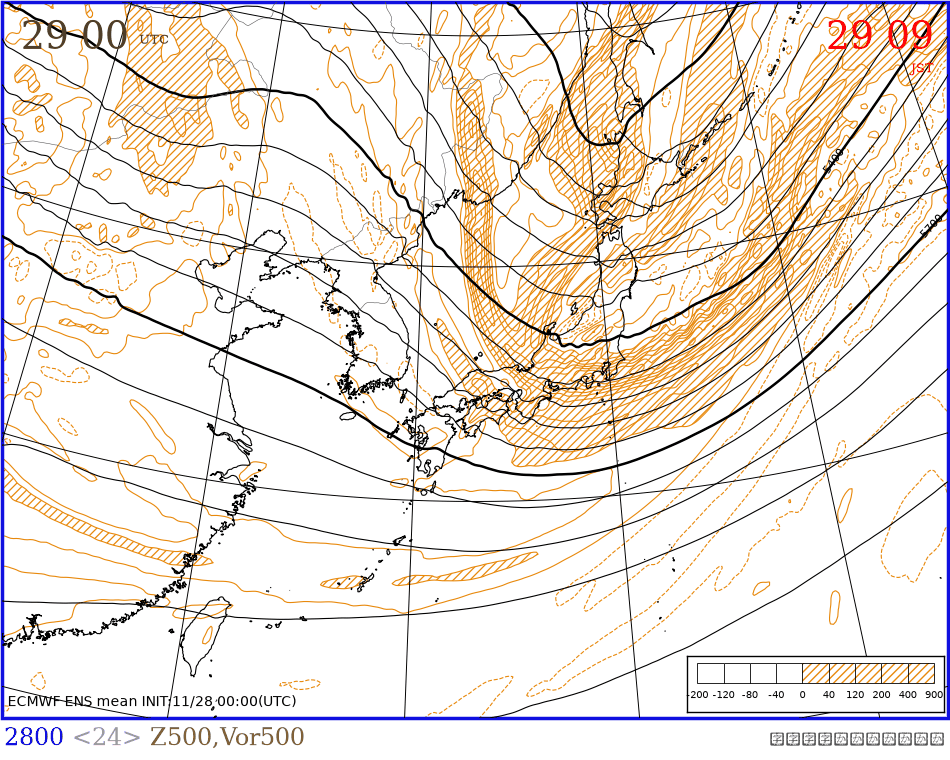 29 00 UTC
29 09
JST
5400
5700
-200 -120 -80 -40 0 40 120 200 400 900
ECMWF ENS mean INIT:11/28 00:00(UTC)
2800 <24> Z500,Vor500